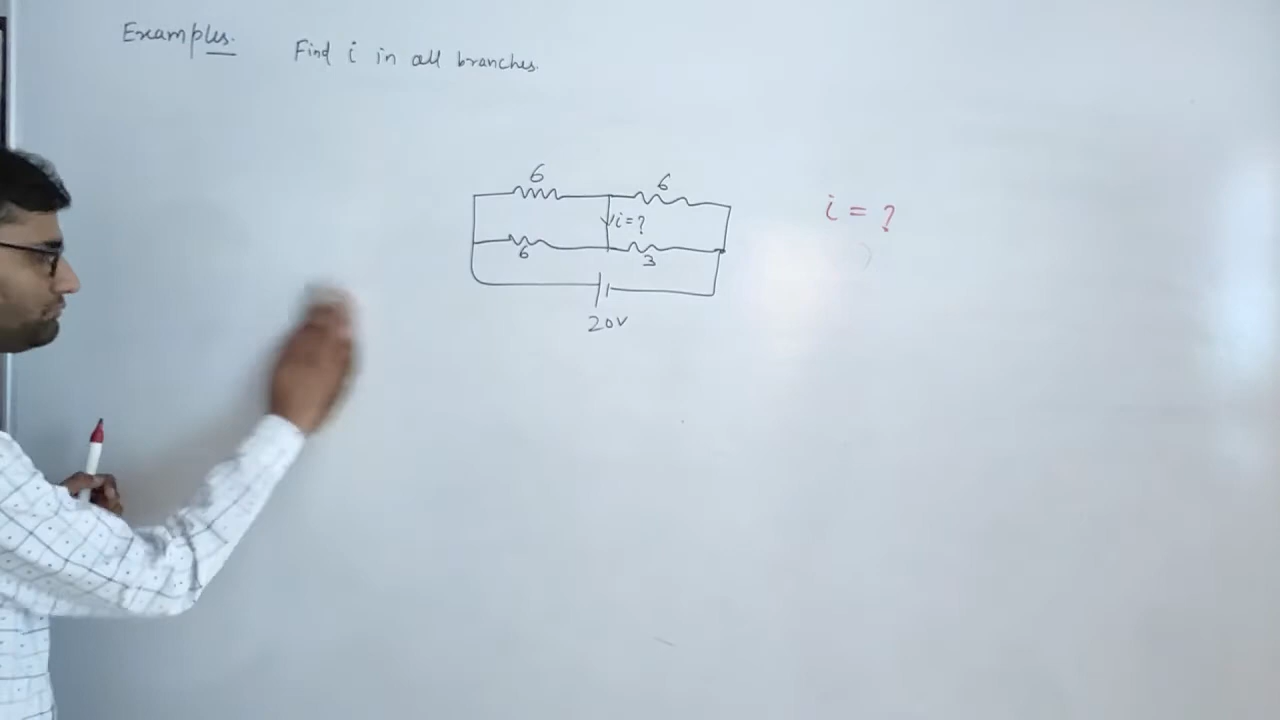 Examples.
Find i in all branches.
6
6
i = ?
i=?
6
3
20V